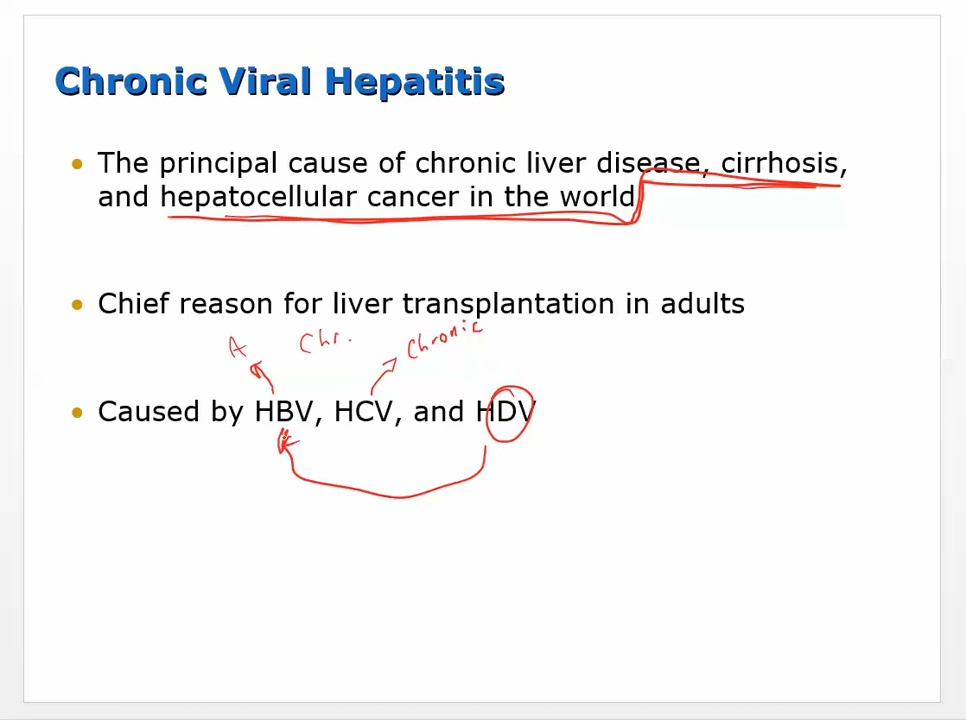 Chronic Viral Hepatitis
• The principal cause of chronic liver disease, cirrhosis,
and hepatocellular cancer in the world
• Chief reason for liver transplantation in adults
A Chr. Chronic
• Caused by HBV, HCV, and HDV